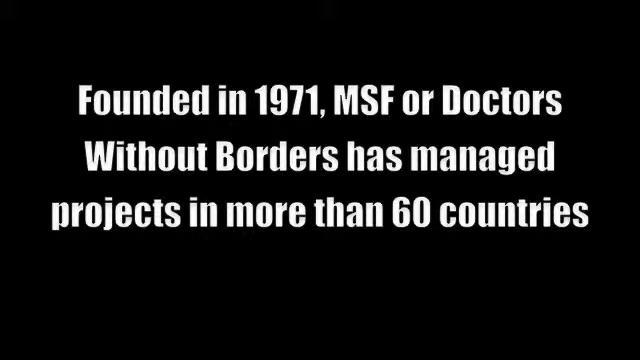 Founded in 1971, MSF or Doctors
Without Borders has managed
projects in more than 60 countries